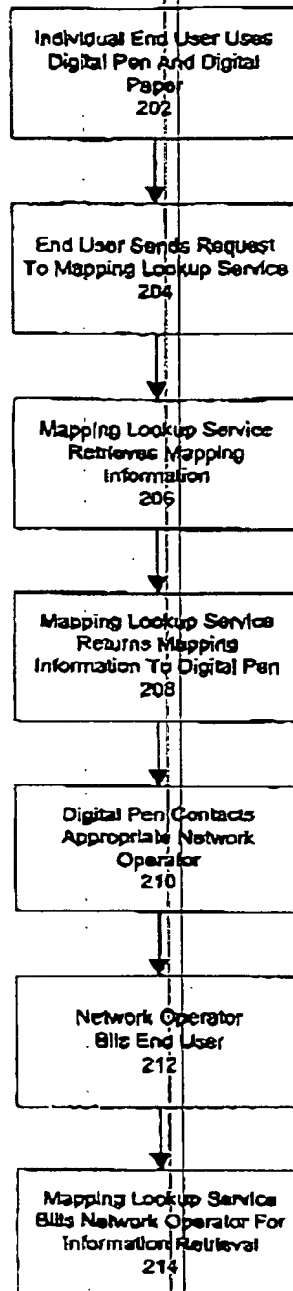 Individual End User Uses
Digital Pen And Digital
Paper
202
End User Sends Request
To Mapping Lookup Service
204
Mapping Lookup Service
Retrieves Mapping
Information
206
Mapping Lookup Service
Returns Mapping
Information To Digital Pen
208
Digital Pen Contacts
Appropriate Network
Operator
210
Network Operator
Bills End User
212
Mapping Lookup Service
Bills Network Operator For
Information Retrieval
214